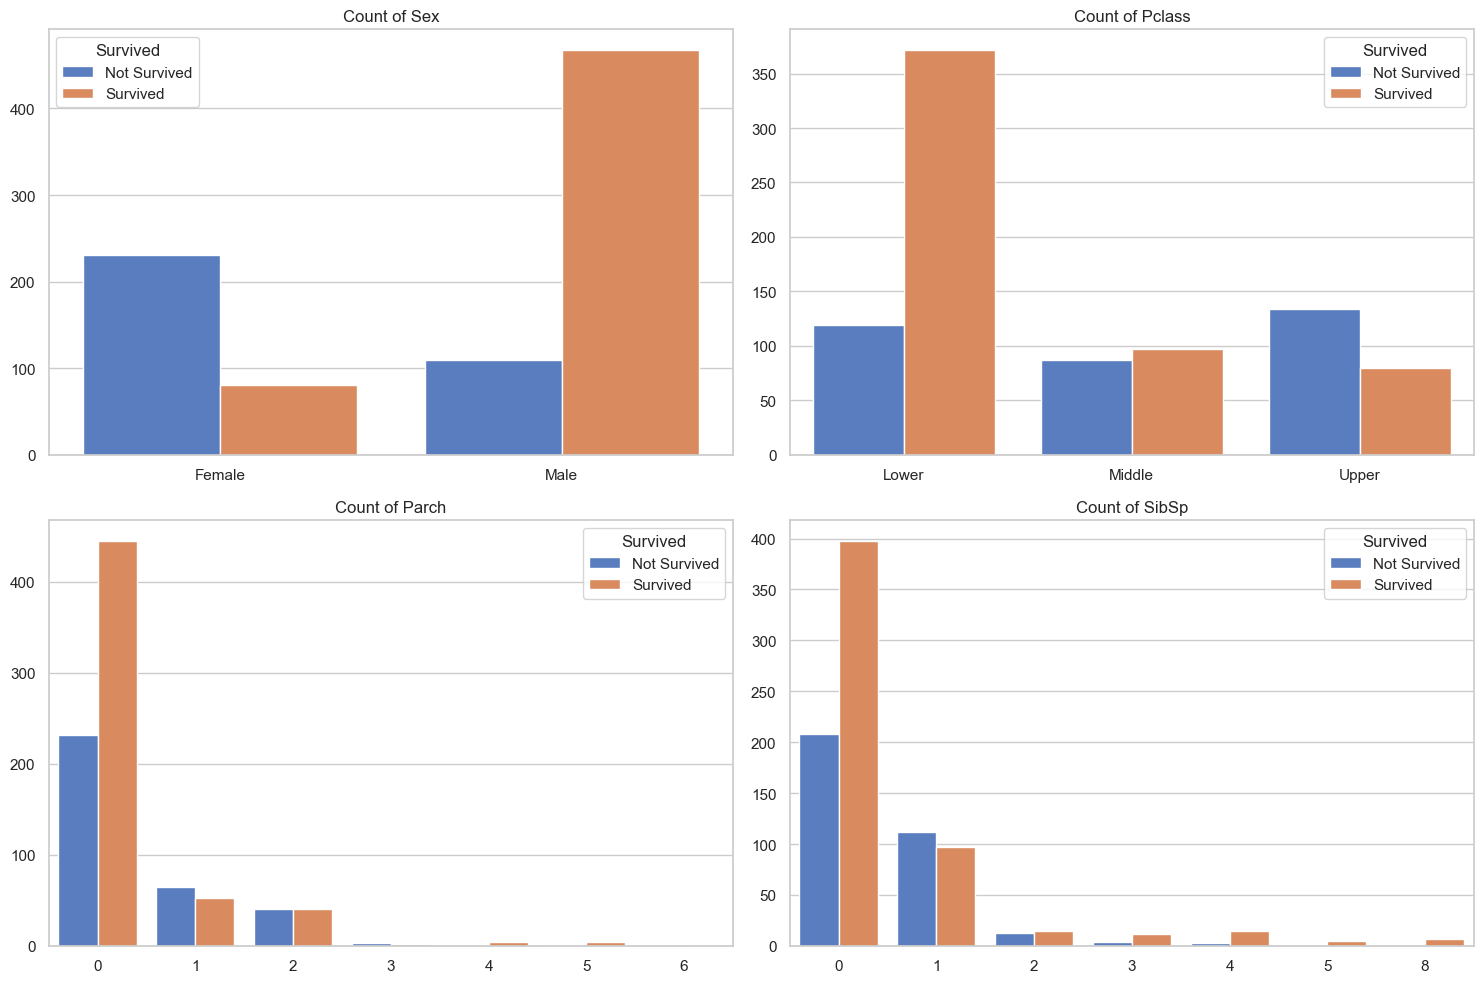 Count of Sex
Survived
Not Survived
Survived
400
300
200
100
0
Female Male
Count of Pclass
Survived
Not Survived
Survived
350
300
250
200
150
100
50
0
Lower Middle Upper
Count of Parch
Survived
Not Survived
Survived
400
300
200
100
0
0 1 2 3 4 5 6
Count of SibSp
Survived
Not Survived
Survived
400
350
300
250
200
150
100
50
0
0 1 2 3 4 5 8